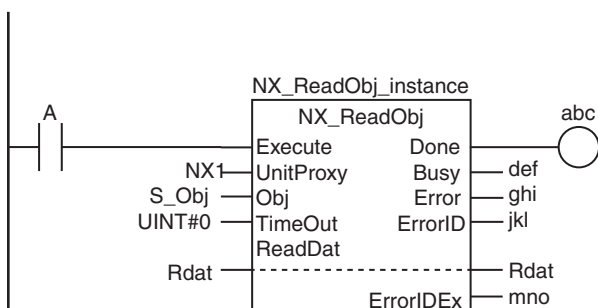 NX_ReadObj_instance
A
NX_ReadObj
abc
Execute
Done
NX1
UnitProxy
Busy
def
S_Obj
Obj
Error
ghi
UINT#0
TimeOut
ErrorID
jkl
ReadDat
Rdat
Rdat
ErrorIDEx
mno